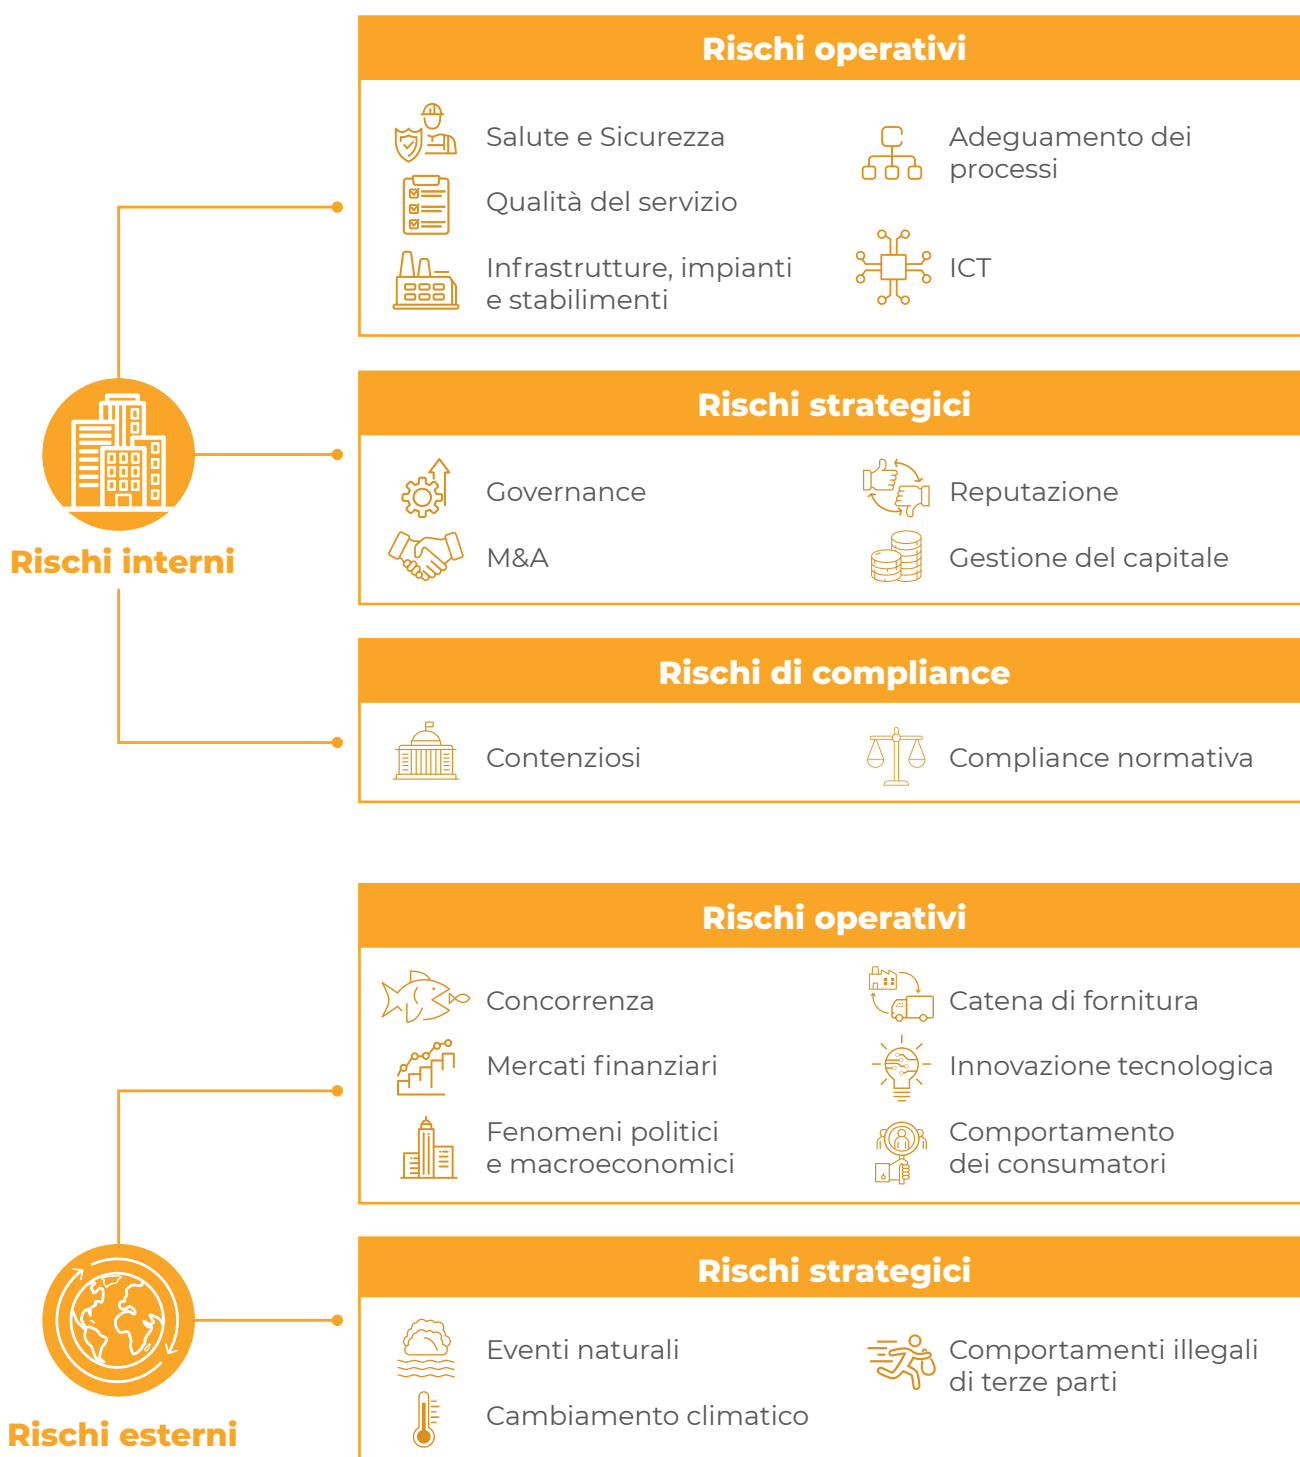 Rischi operativi
Salute e Sicurezza
Qualità del servizio
Infrastrutture, impianti
e stabilimenti
Adeguamento dei
processi
ICT
Rischi interni
Rischi strategici
Governance
M&A
Reputazione
Gestione del capitale
Rischi di compliance
Contenziosi
Compliance normativa
Rischi operativi
Concorrenza
Mercati finanziari
Fenomeni politici
e macroeconomici
Catena di fornitura
Innovazione tecnologica
Comportamento
dei consumatori
Rischi esterni
Rischi strategici
Eventi naturali
Cambiamento climatico
Comportamenti illegali
di terze parti